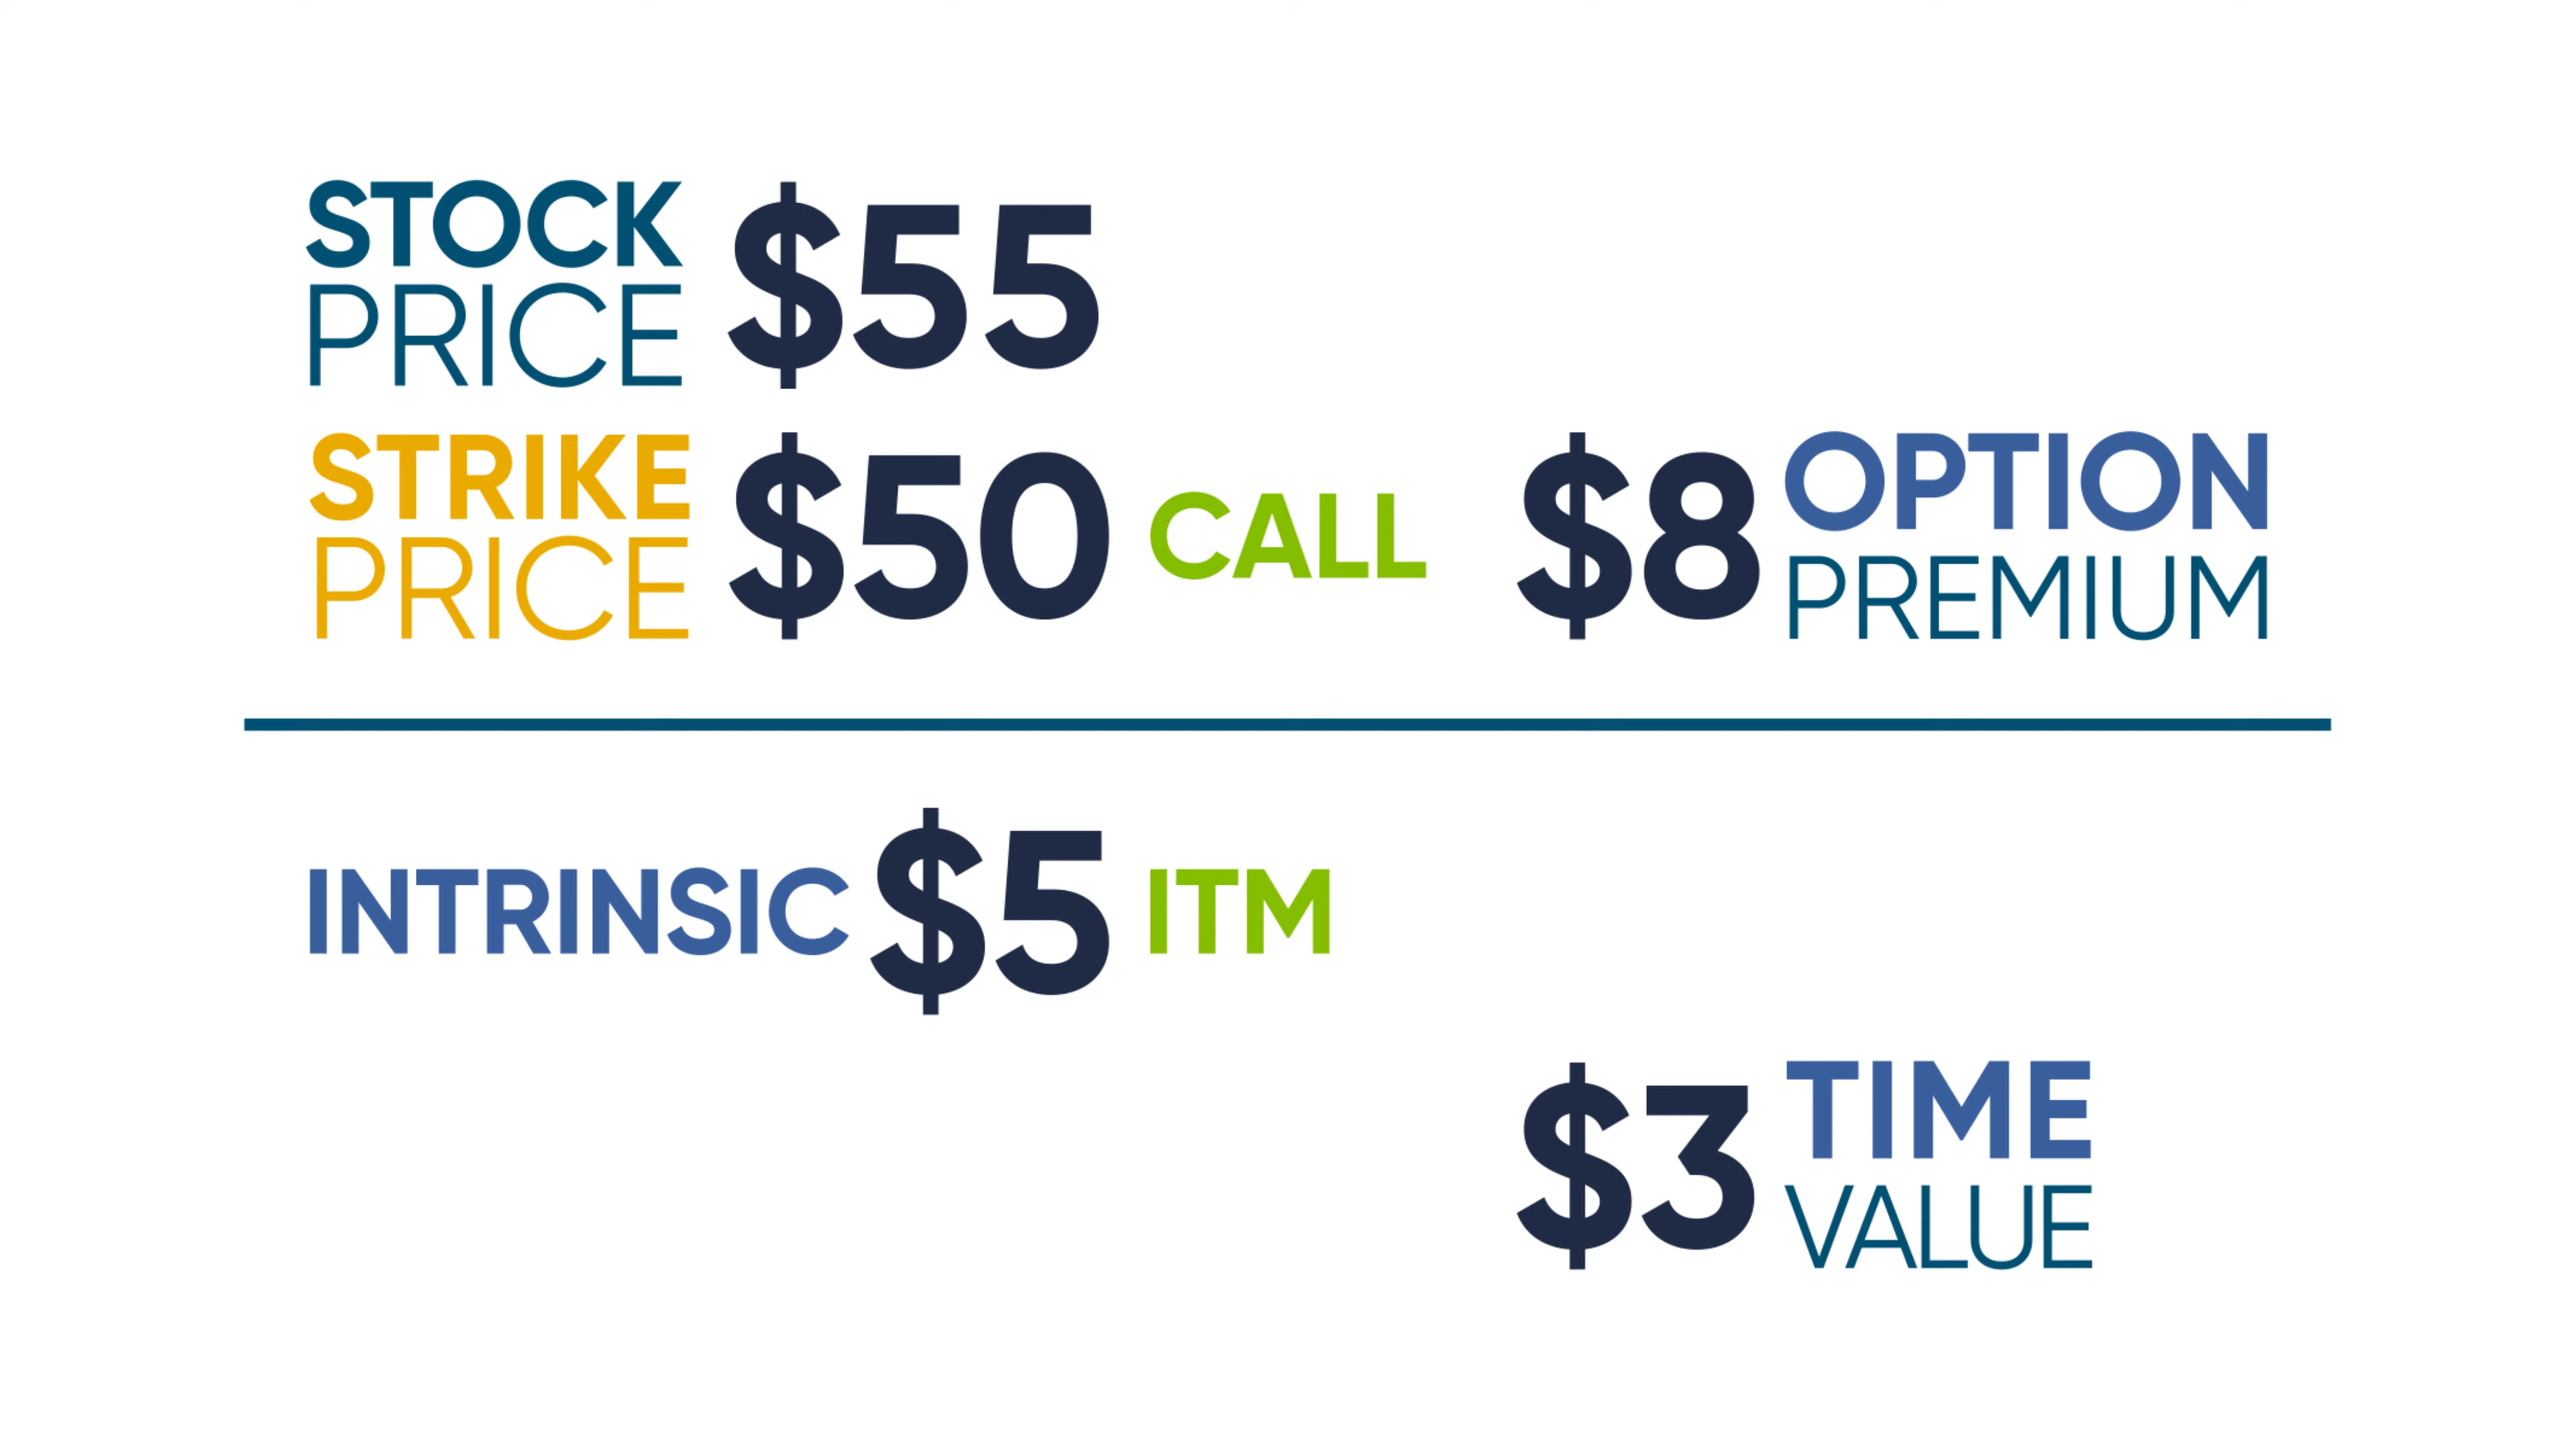 STOCK
PRICE $55
STRIKE
PRICE $50 CALL $8 OPTION
PREMIUM
INTRINSIC $5 ITM
$3 TIME
VALUE